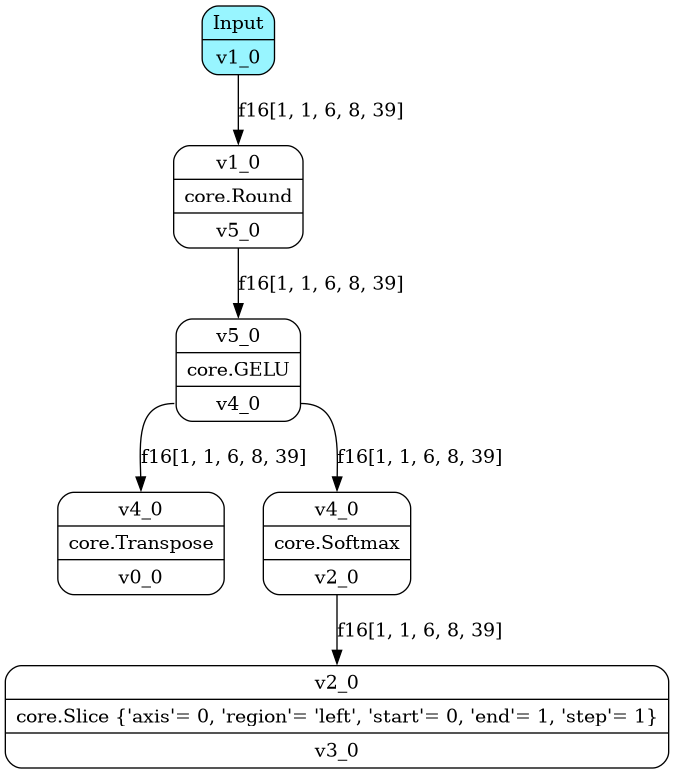 Input
v1_0
f16[1, 1, 6, 8, 39]
v1_0
core.Round
v5_0
f16[1, 1, 6, 8, 39]
v5_0
core.GELU
v4_0
f16[1, 1, 6, 8, 39]
f16[1, 1, 6, 8, 39]
v4_0
core.Transpose
v0_0
v4_0
core.Softmax
v2_0
f16[1, 1, 6, 8, 39]
v2_0
core.Slice {'axis'= 0, 'region'= 'left', 'start'= 0, 'end'= 1, 'step'= 1}
v3_0